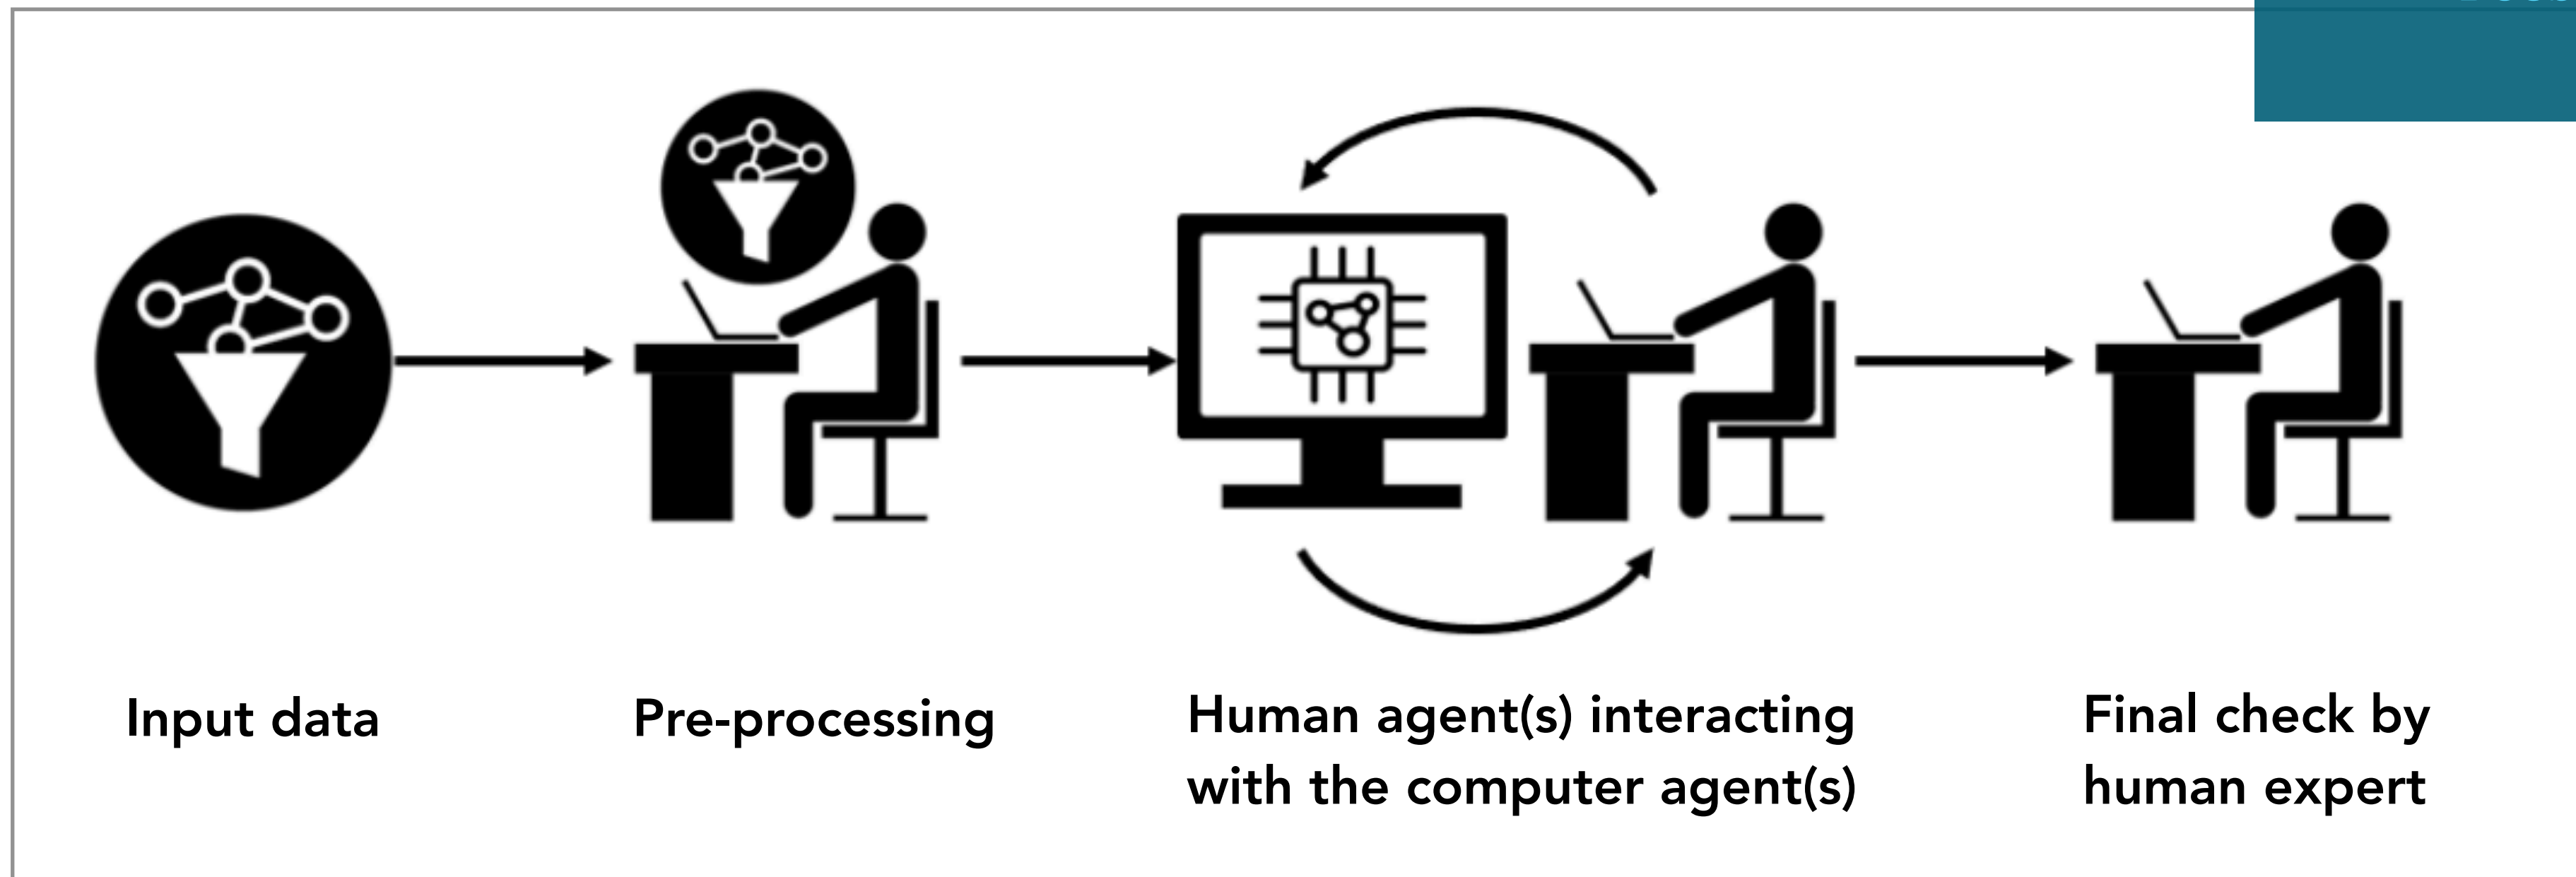 Input data
Pre-processing
Human agent(s) interacting
with the computer agent(s)
Final check by
human expert